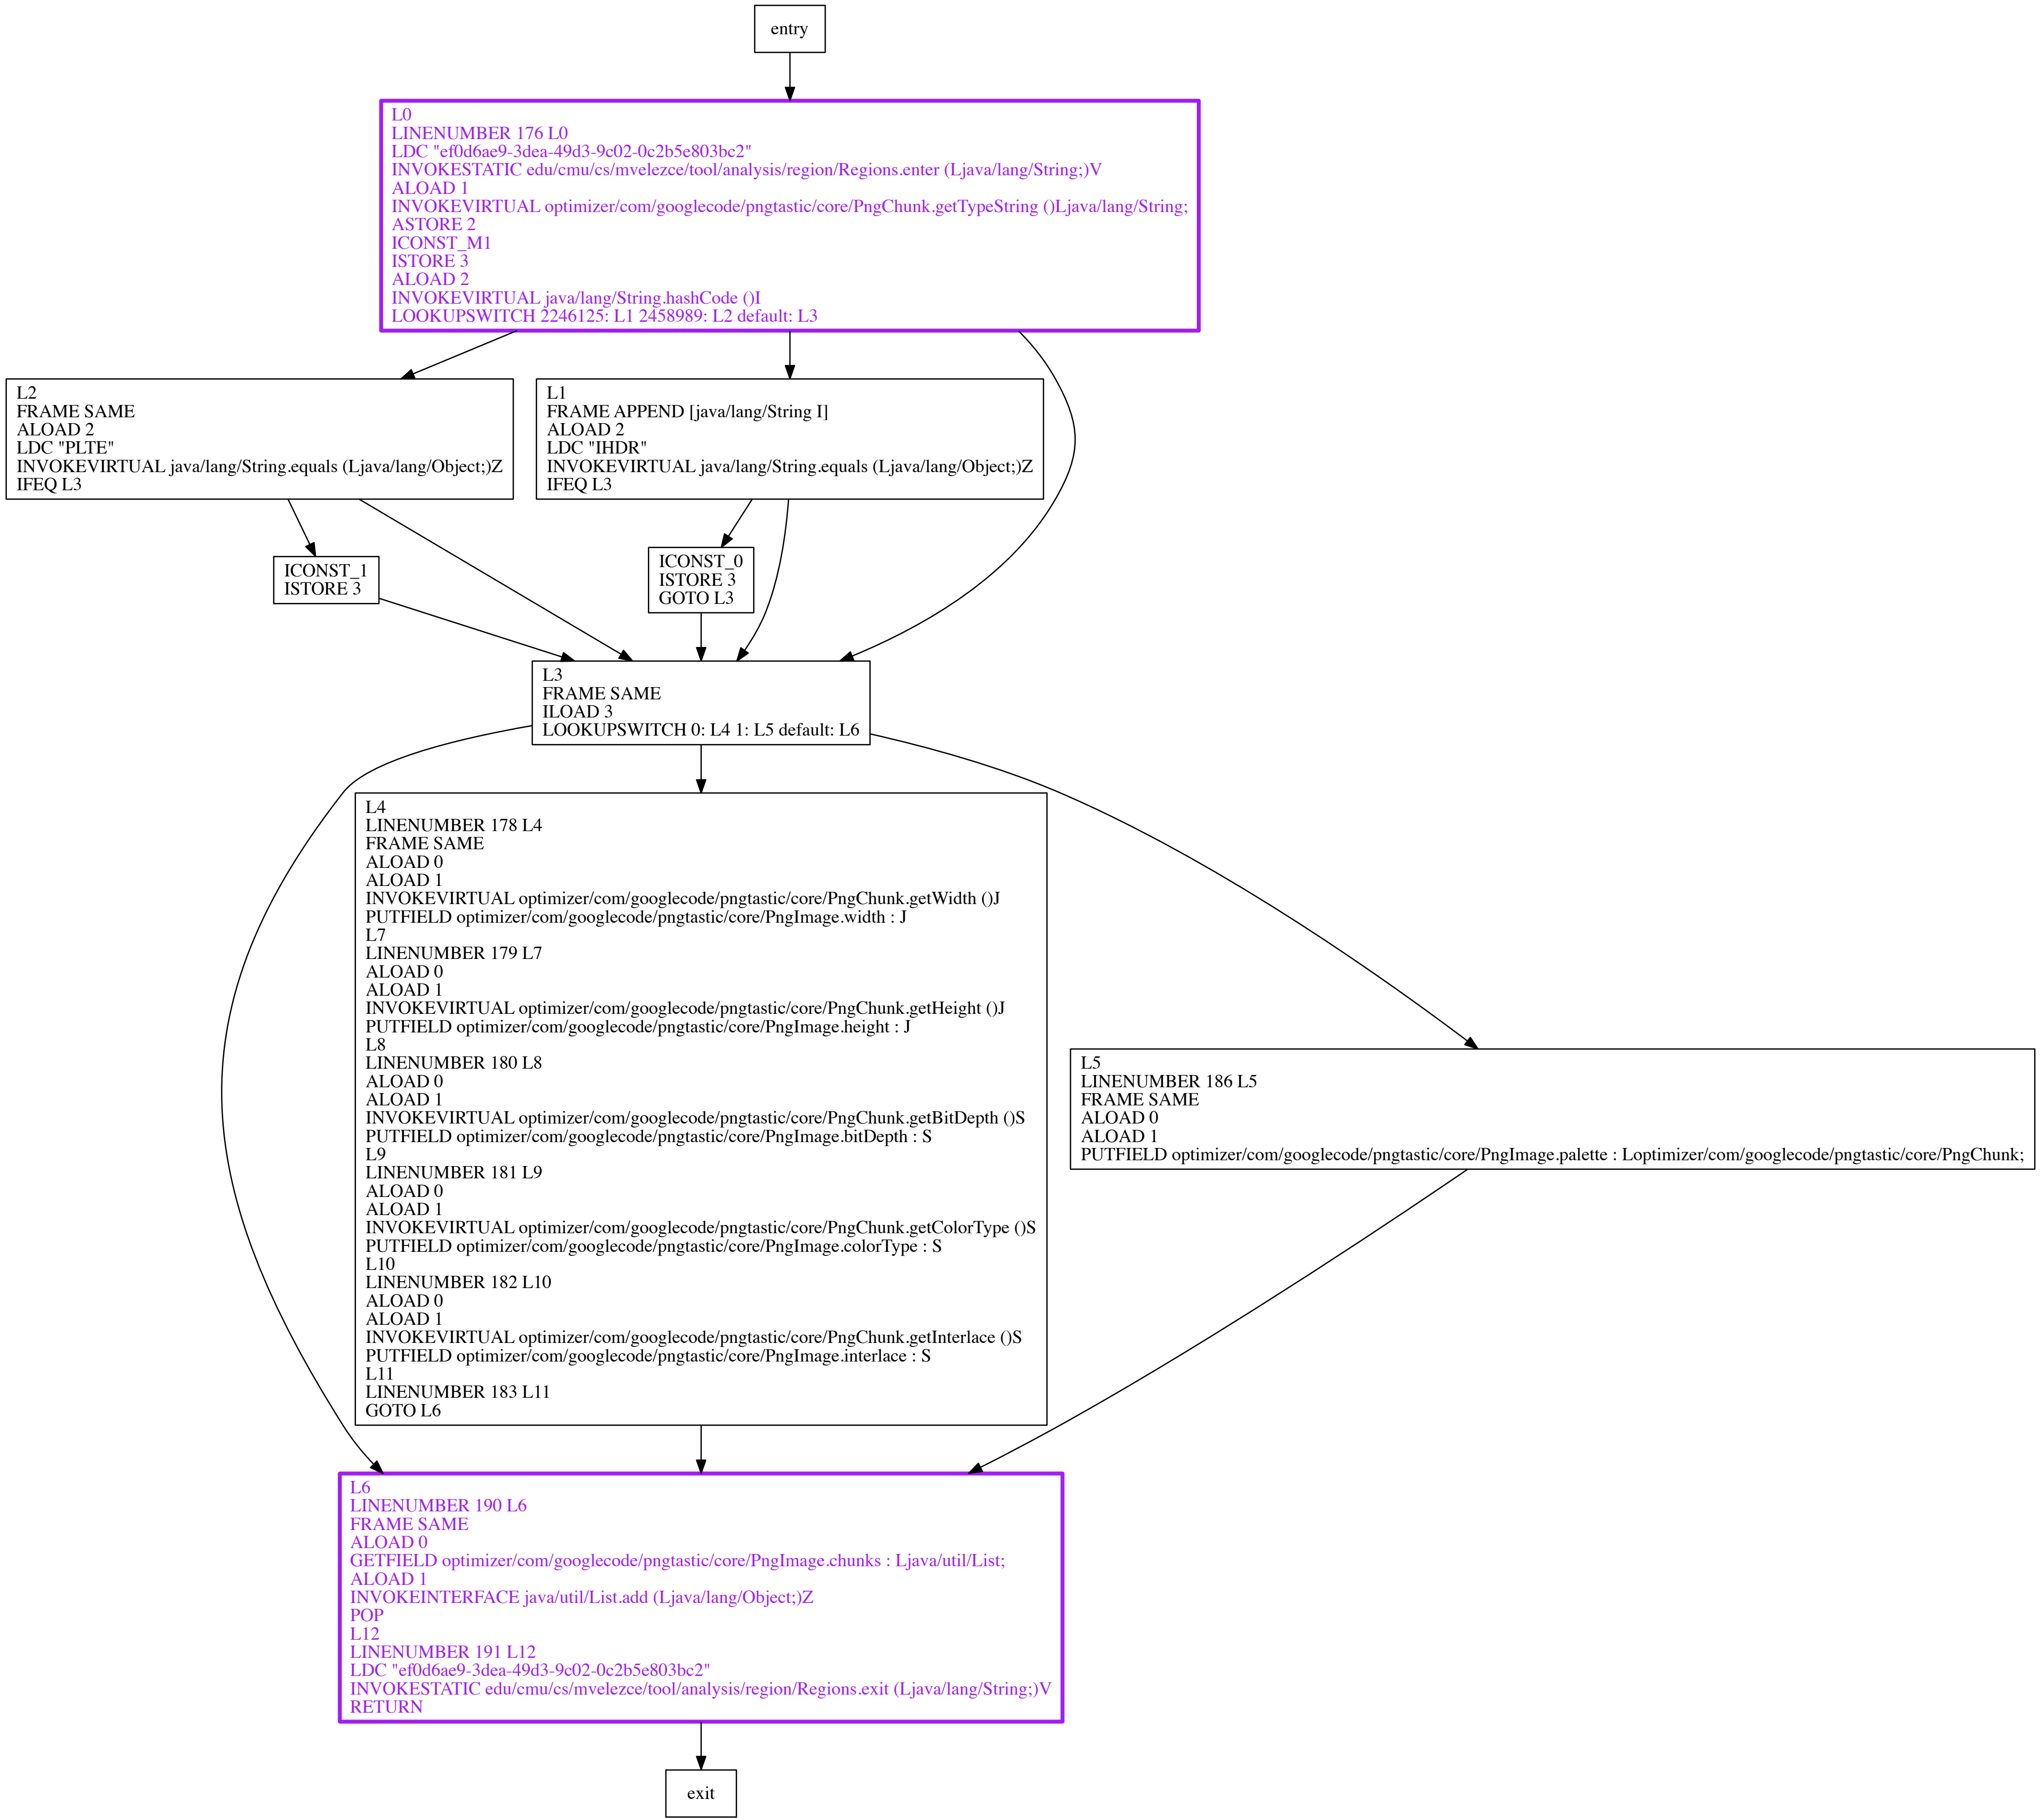 entry
L0
LINENUMBER 176 L0
LDC "ef0d6ae9-3dea-49d3-9c02-0c2b5e803bc2"
INVOKESTATIC edu/cmu/cs/mvelezce/tool/analysis/region/Regions.enter (Ljava/lang/String;)V
ALOAD 1
INVOKEVIRTUAL optimizer/com/googlecode/pngtastic/core/PngChunk.getTypeString ()Ljava/lang/String;
ASTORE 2
ICONST_M1
ISTORE 3
ALOAD 2
INVOKEVIRTUAL java/lang/String.hashCode ()I
LOOKUPSWITCH 2246125: L1 2458989: L2 default: L3
L2
FRAME SAME
ALOAD 2
LDC "PLTE"
INVOKEVIRTUAL java/lang/String.equals (Ljava/lang/Object;)Z
IFEQ L3
L1
FRAME APPEND [java/lang/String I]
ALOAD 2
LDC "IHDR"
INVOKEVIRTUAL java/lang/String.equals (Ljava/lang/Object;)Z
IFEQ L3
ICONST_1
ISTORE 3
ICONST_0
ISTORE 3
GOTO L3
L3
FRAME SAME
ILOAD 3
LOOKUPSWITCH 0: L4 1: L5 default: L6
L4
LINENUMBER 178 L4
FRAME SAME
ALOAD 0
ALOAD 1
INVOKEVIRTUAL optimizer/com/googlecode/pngtastic/core/PngChunk.getWidth ()J
PUTFIELD optimizer/com/googlecode/pngtastic/core/PngImage.width : J
L7
LINENUMBER 179 L7
ALOAD 0
ALOAD 1
INVOKEVIRTUAL optimizer/com/googlecode/pngtastic/core/PngChunk.getHeight ()J
PUTFIELD optimizer/com/googlecode/pngtastic/core/PngImage.height : J
L8
LINENUMBER 180 L8
ALOAD 0
ALOAD 1
INVOKEVIRTUAL optimizer/com/googlecode/pngtastic/core/PngChunk.getBitDepth ()S
PUTFIELD optimizer/com/googlecode/pngtastic/core/PngImage.bitDepth : S
L9
LINENUMBER 181 L9
ALOAD 0
ALOAD 1
INVOKEVIRTUAL optimizer/com/googlecode/pngtastic/core/PngChunk.getColorType ()S
PUTFIELD optimizer/com/googlecode/pngtastic/core/PngImage.colorType : S
L10
LINENUMBER 182 L10
ALOAD 0
ALOAD 1
INVOKEVIRTUAL optimizer/com/googlecode/pngtastic/core/PngChunk.getInterlace ()S
PUTFIELD optimizer/com/googlecode/pngtastic/core/PngImage.interlace : S
L11
LINENUMBER 183 L11
GOTO L6
L5
LINENUMBER 186 L5
FRAME SAME
ALOAD 0
ALOAD 1
PUTFIELD optimizer/com/googlecode/pngtastic/core/PngImage.palette : Loptimizer/com/googlecode/pngtastic/core/PngChunk;
L6
LINENUMBER 190 L6
FRAME SAME
ALOAD 0
GETFIELD optimizer/com/googlecode/pngtastic/core/PngImage.chunks : Ljava/util/List;
ALOAD 1
INVOKEINTERFACE java/util/List.add (Ljava/lang/Object;)Z
POP
L12
LINENUMBER 191 L12
LDC "ef0d6ae9-3dea-49d3-9c02-0c2b5e803bc2"
INVOKESTATIC edu/cmu/cs/mvelezce/tool/analysis/region/Regions.exit (Ljava/lang/String;)V
RETURN
exit